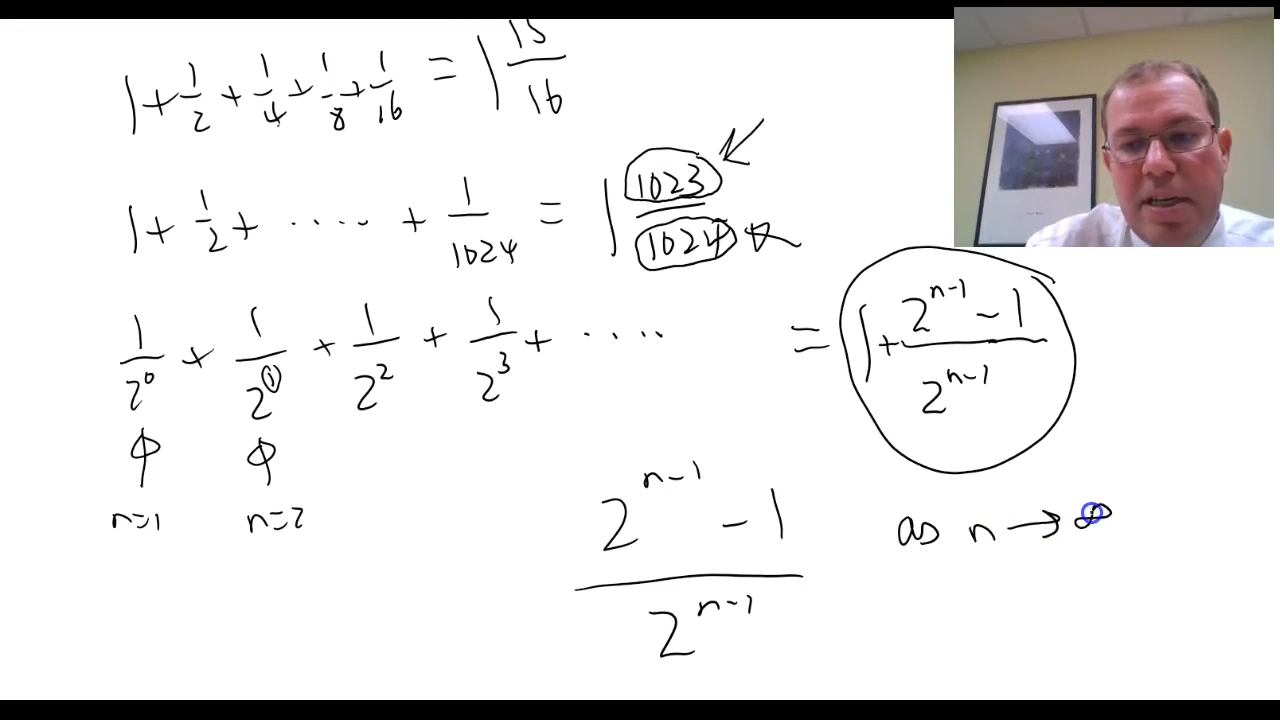 1 + 1/2 + 1/4 + 1/8 + 1/16 = 1 15/16
1 + 1/2 + ..... + 1/1024 = 1 1023/1024
1/2^0 + 1/2^1 + 1/2^2 + 1/2^3 + ..... = 1 + (2^(n-1) - 1)/2^(n-1)
n=1 n=2
(2^(n-1) - 1)/2^(n-1) as n → ∞